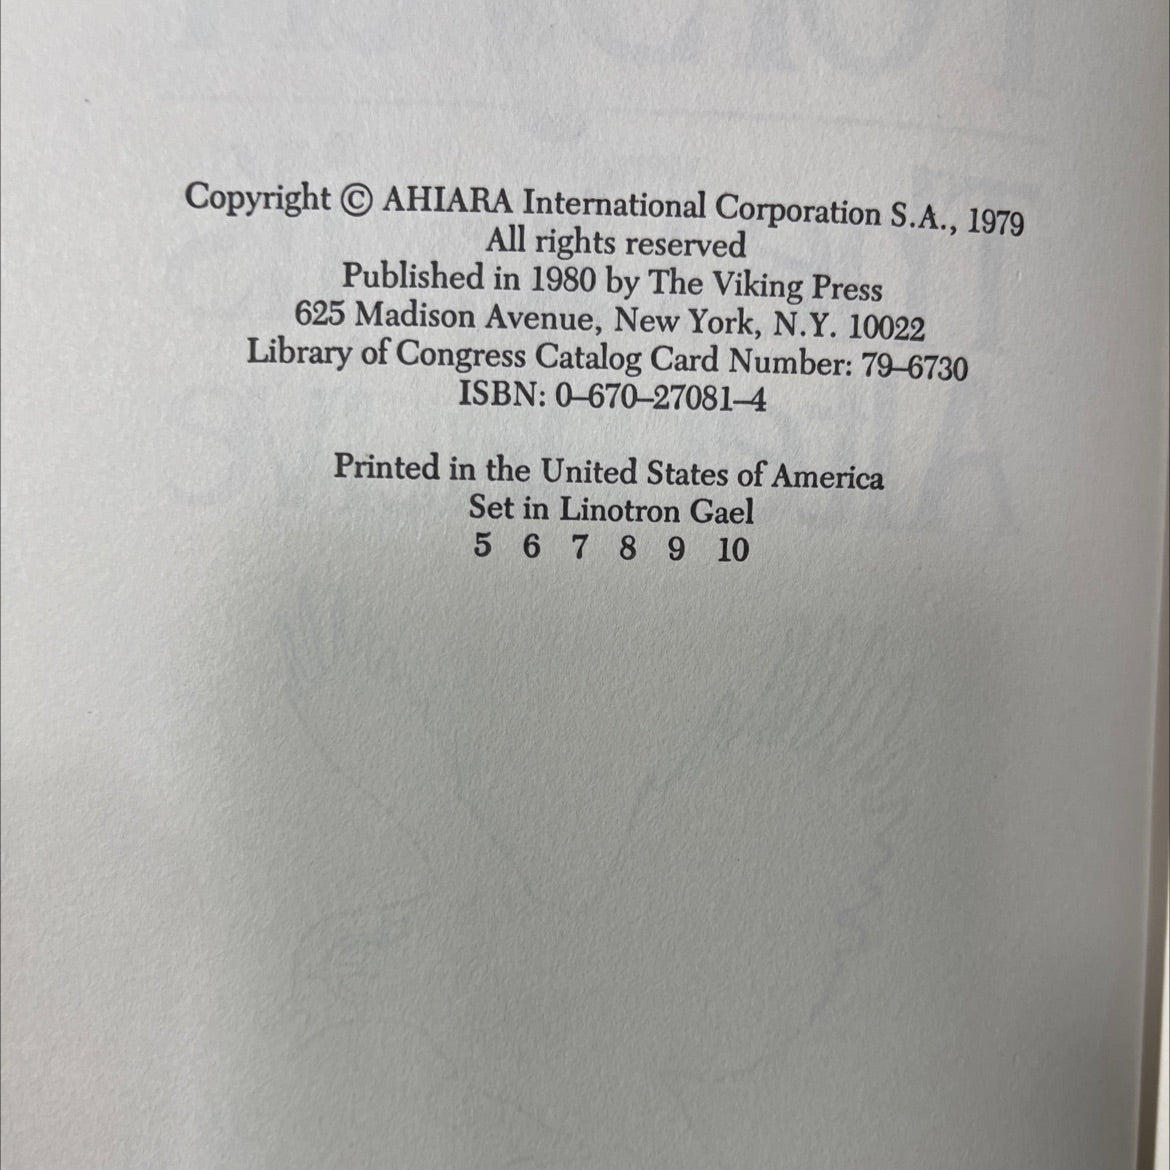 Copyright © AHIARA International Corporation S.A., 1979
All rights reserved
Published in 1980 by The Viking Press
625 Madison Avenue, New York, N.Y. 10022
Library of Congress Catalog Card Number: 79–6730
ISBN: 0–670–27081–4
Printed in the United States of America
Set in Linotron Gael
5 6 7 8 9 10